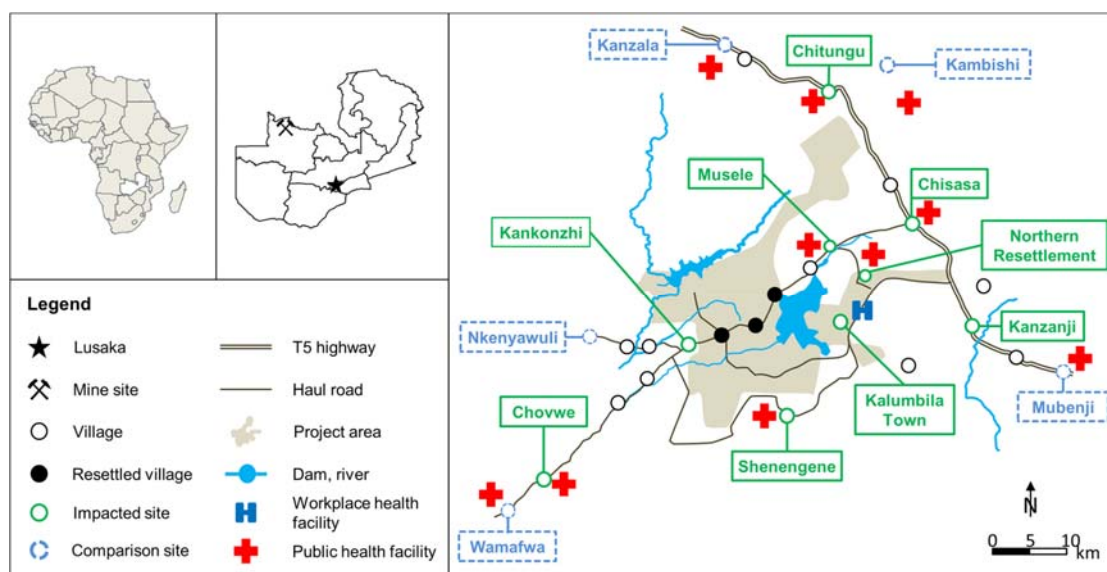 Legend
Lusaka
Mine site
Village
Resettled village
Impacted site
Comparison site
T5 highway
Haul road
Project area
Dam, river
Workplace health
facility
Public health facility
Kanzala
Chitungu
Kambishi
Musele
Chisasa
Kankonzhi
Northern
Resettlement
Nkenyawuli
H
Kanzanji
Chovwe
Kalumbila
Town
Mubenji
Shenengene
Wamafwa
N
0 5 10
km